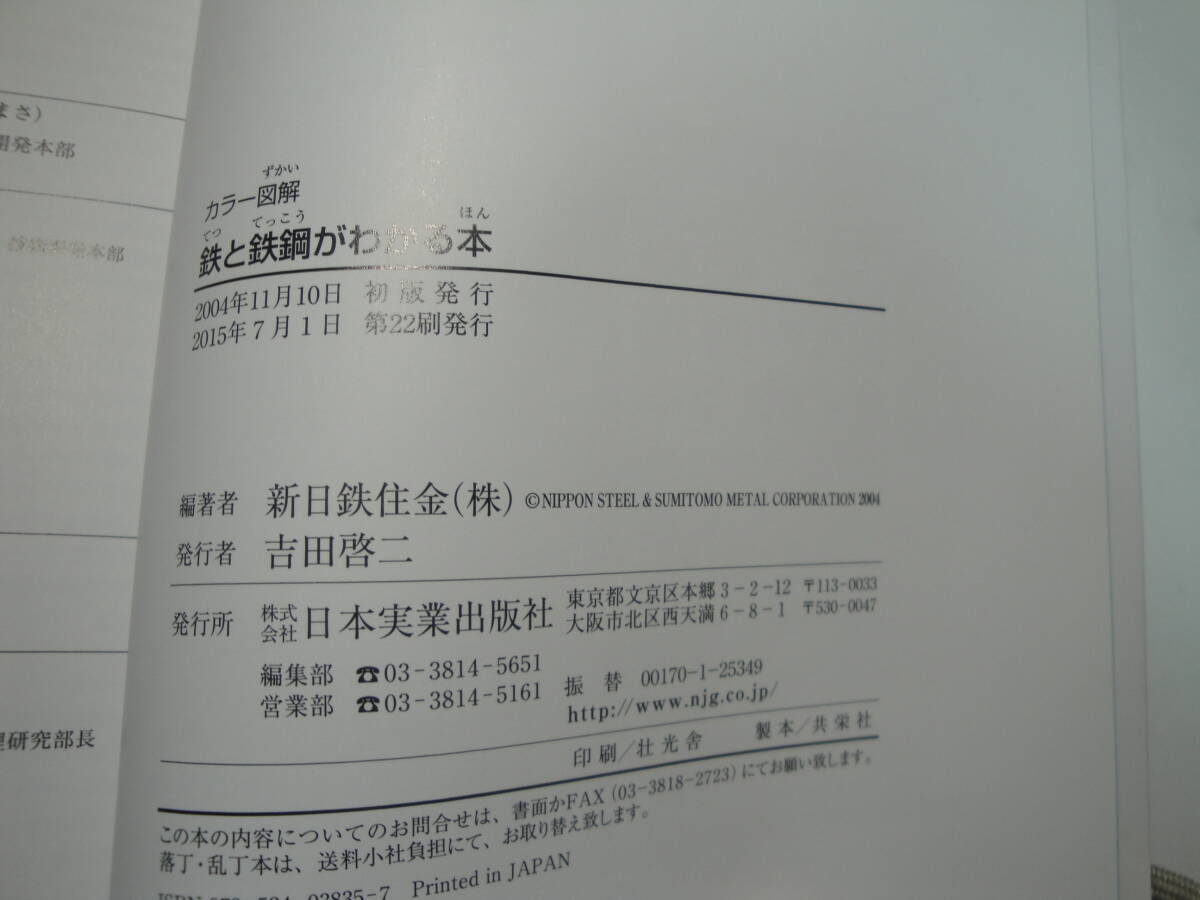 まさ)
開発本部
本部
理研究部長
ずかい
カラー図解
てつ てっこう ほん
鉄と鉄鋼がわかる本
2004年11月10日 初版発行
2015年7月1日 第22刷発行
編著者 新日鉄住金(株) ©NIPPON STEEL & SUMITOMO METAL CORPORATION 2004
発行者 吉田啓二
発行所 株式会社 日本実業出版社 東京都文京区本郷3-2-12 〒113-0033
大阪市北区西天満6-8-1 〒530-0047
編集部 ☎03-3814-5651
営業部 ☎03-3814-5161 振替 00170-1-25349
http://www.njg.co.jp/
印刷/壮光舎 製本/共栄社
この本の内容についてのお問合せは、書面かFAX(03-3818-2723)にてお願い致します。
落丁・乱丁本は、送料小社負担にて、お取り替え致します。
03835-7 Printed in JAPAN